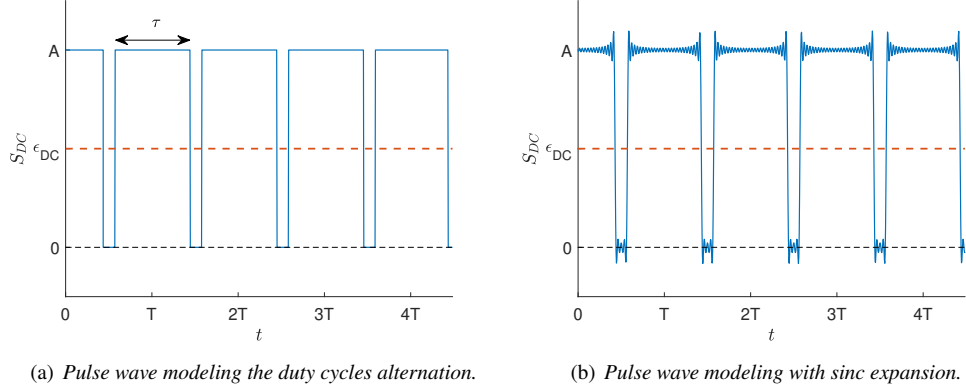 τ
A
S_DC
ϵ_DC
0
0
T
2T
3T
4T
t
(a) Pulse wave modeling the duty cycles alternation.
A
S_DC
ϵ_DC
0
0
T
2T
3T
4T
t
(b) Pulse wave modeling with sinc expansion.